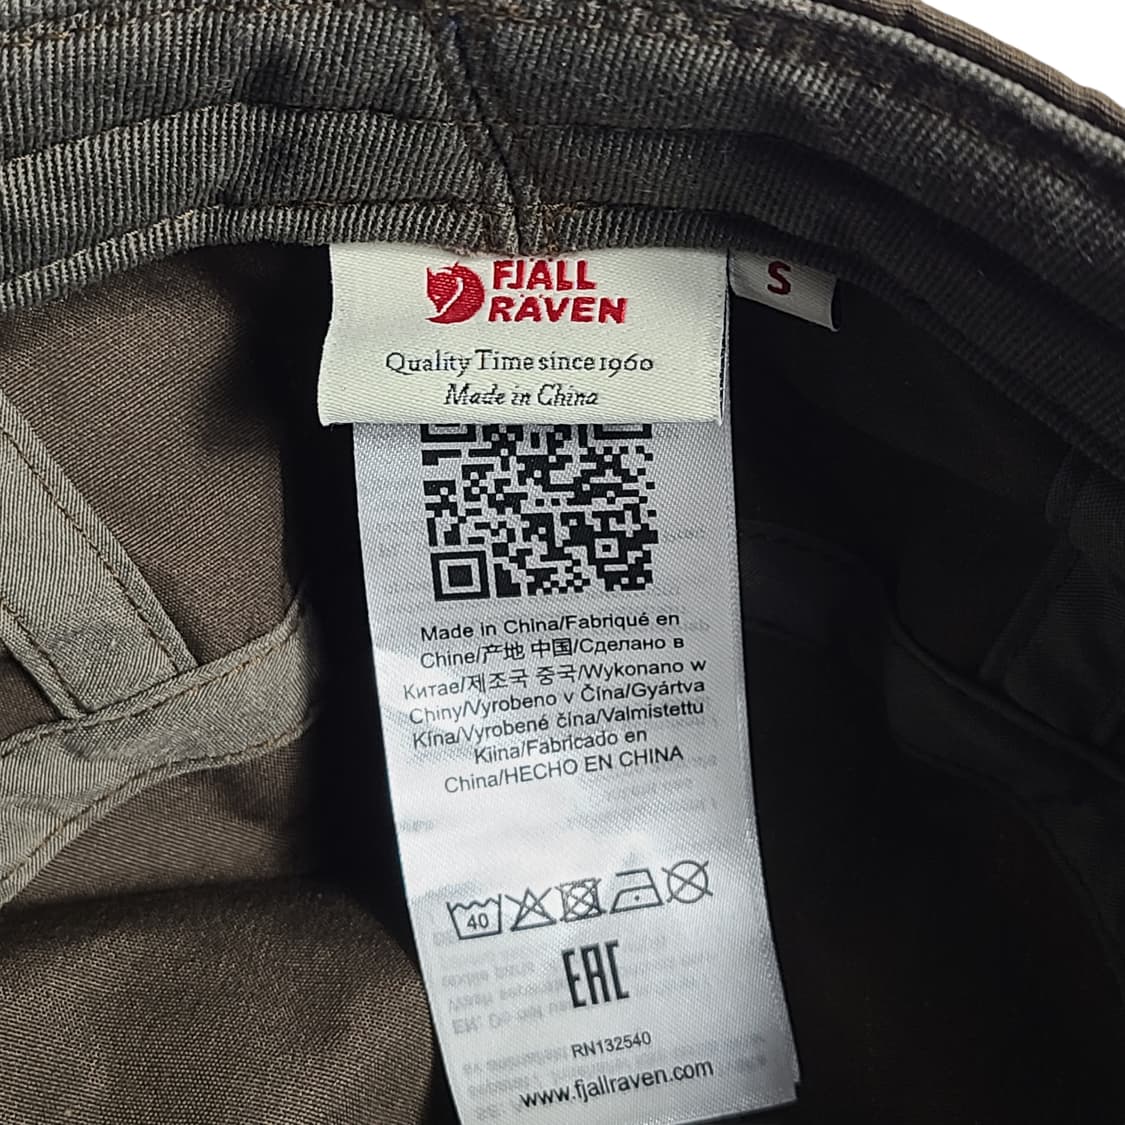 FJÄLL
RÄVEN
S
Quality Time since 1960
Made in China
Made in China/Fabriqué en
Chine/产地 中国/Сделано в
Китае/제조국 중국/Wykonano w
Chiny/Vyrobeno v Čína/Gyártva
Kína/Vyrobené čína/Valmistettu
Kiina/Fabricado en
China/HECHO EN CHINA
40
EAC
RN132540
www.fjallraven.com